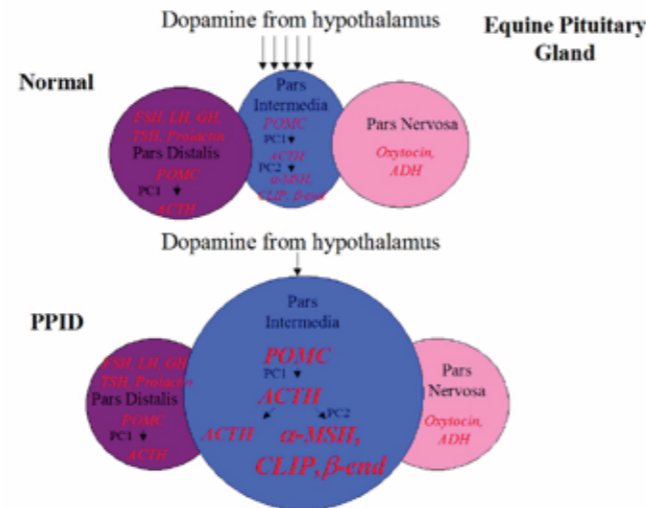 Dopamine from hypothalamus
Equine Pituitary
Gland
Normal
FSH, LH, GH,
TSH, Prolactin
Pars Distalis
POMC
PC1
ACTH
Pars
Intermedia
POMC
PC1
ACTH
PC2
α-MSH,
CLIP, β-end
Pars Nervosa
Oxytocin,
ADH
Dopamine from hypothalamus
PPID
FSH, LH, GH,
TSH, Prolactin
Pars Distalis
POMC
PC1
ACTH
Pars
Intermedia
POMC
PC1
ACTH
PC2
ACTH
α-MSH,
CLIP, β-end
Pars
Nervosa
Oxytocin,
ADH